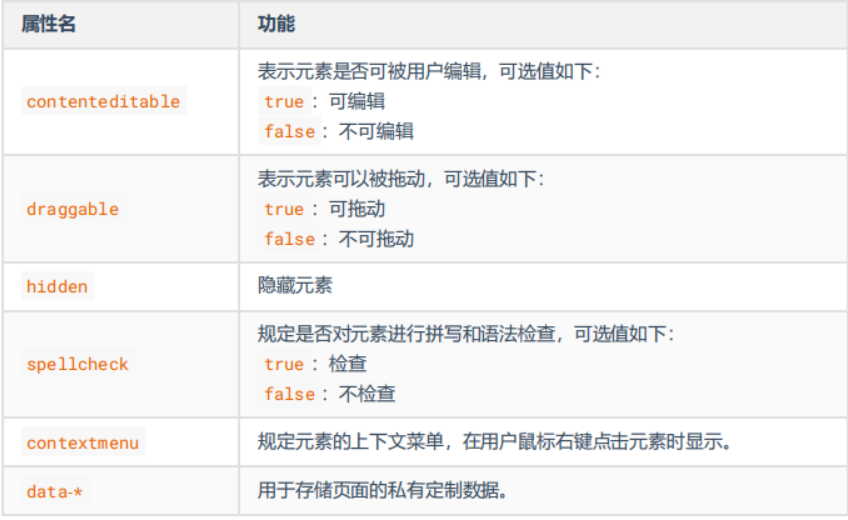 属性名 功能
contenteditable
表示元素是否可被用户编辑，可选值如下：
true ：可编辑
false ：不可编辑
draggable
表示元素可以被拖动，可选值如下：
true ：可拖动
false ：不可拖动
hidden 隐藏元素
spellcheck
规定是否对元素进行拼写和语法检查，可选值如下：
true ：检查
false ：不检查
contextmenu 规定元素的上下文菜单，在用户鼠标右键点击元素时显示。
data-* 用于存储页面的私有定制数据。